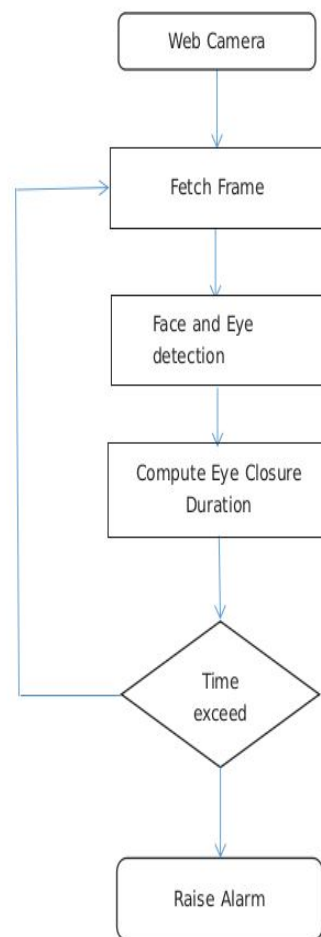 Web Camera
Fetch Frame
Face and Eye
detection
Compute Eye Closure
Duration
Time
exceed
Raise Alarm